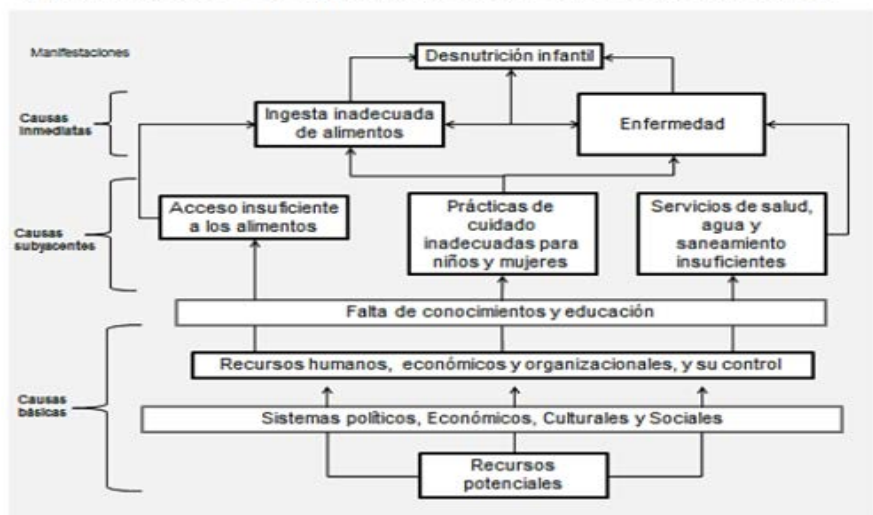 Manifestaciones
Desnutrición infantil
Causas
inmediatas
Ingesta inadecuada
de alimentos
Enfermedad
Causas
subyacentes
Acceso insuficiente
a los alimentos
Prácticas de
cuidado
inadecuadas para
niños y mujeres
Servicios de salud,
agua y
saneamiento
insuficientes
Falta de conocimientos y educación
Causas
básicas
Recursos humanos, económicos y organizacionales, y su control
Sistemas políticos, Económicos, Culturales y Sociales
Recursos
potenciales